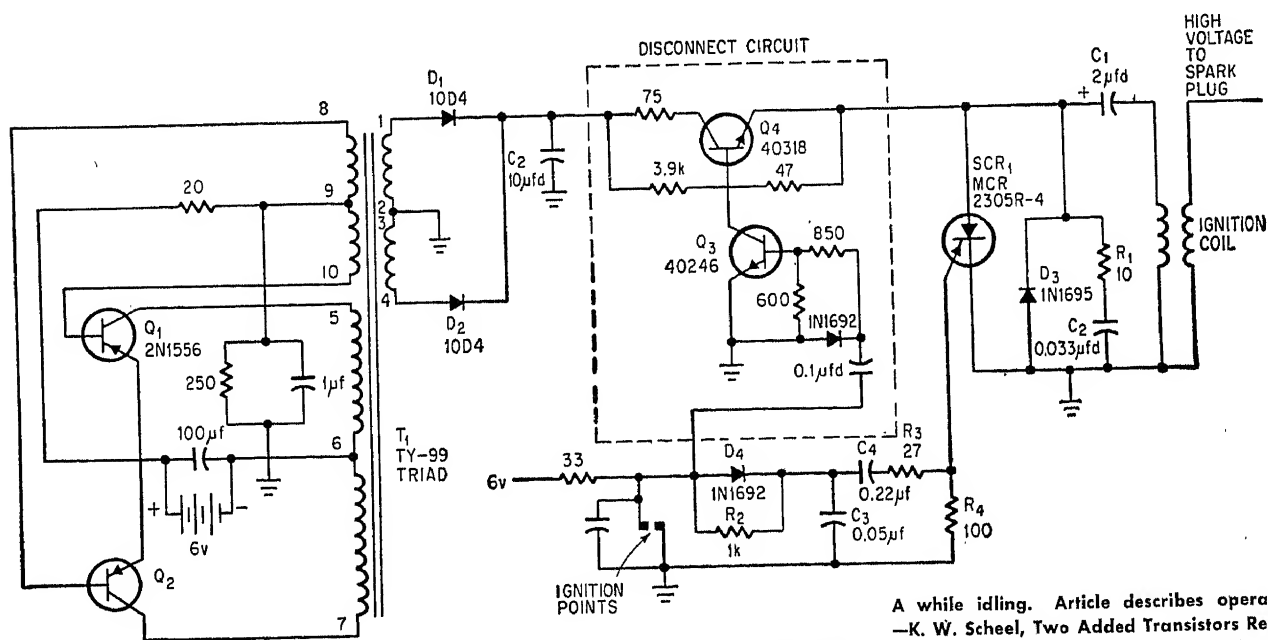 HIGH
VOLTAGE
TO
SPARK
PLUG
DISCONNECT CIRCUIT
C1
2µfd
+
D1
10D4
8
1
75
Q4
40318
C2
10µfd
3.9k
47
SCR1
MCR
2305R-4
20
9
2
3
IGNITION
COIL
Q3
40246
850
R1
10
10
4
600
D3
1N1695
5
D2
10D4
1N1692
C2
0.033µfd
Q1
2N1556
0.1µfd
250
1µf
100µf
6
T1
TY-99
TRIAD
R3
27
33
D4
C4
6v
1N1692
0.22µf
+
-
R2
C3
0.05µf
R4
100
6v
1k
Q2
IGNITION
POINTS
7
A while idling. Article describes opera
—K. W. Scheel, Two Added Transistors Re